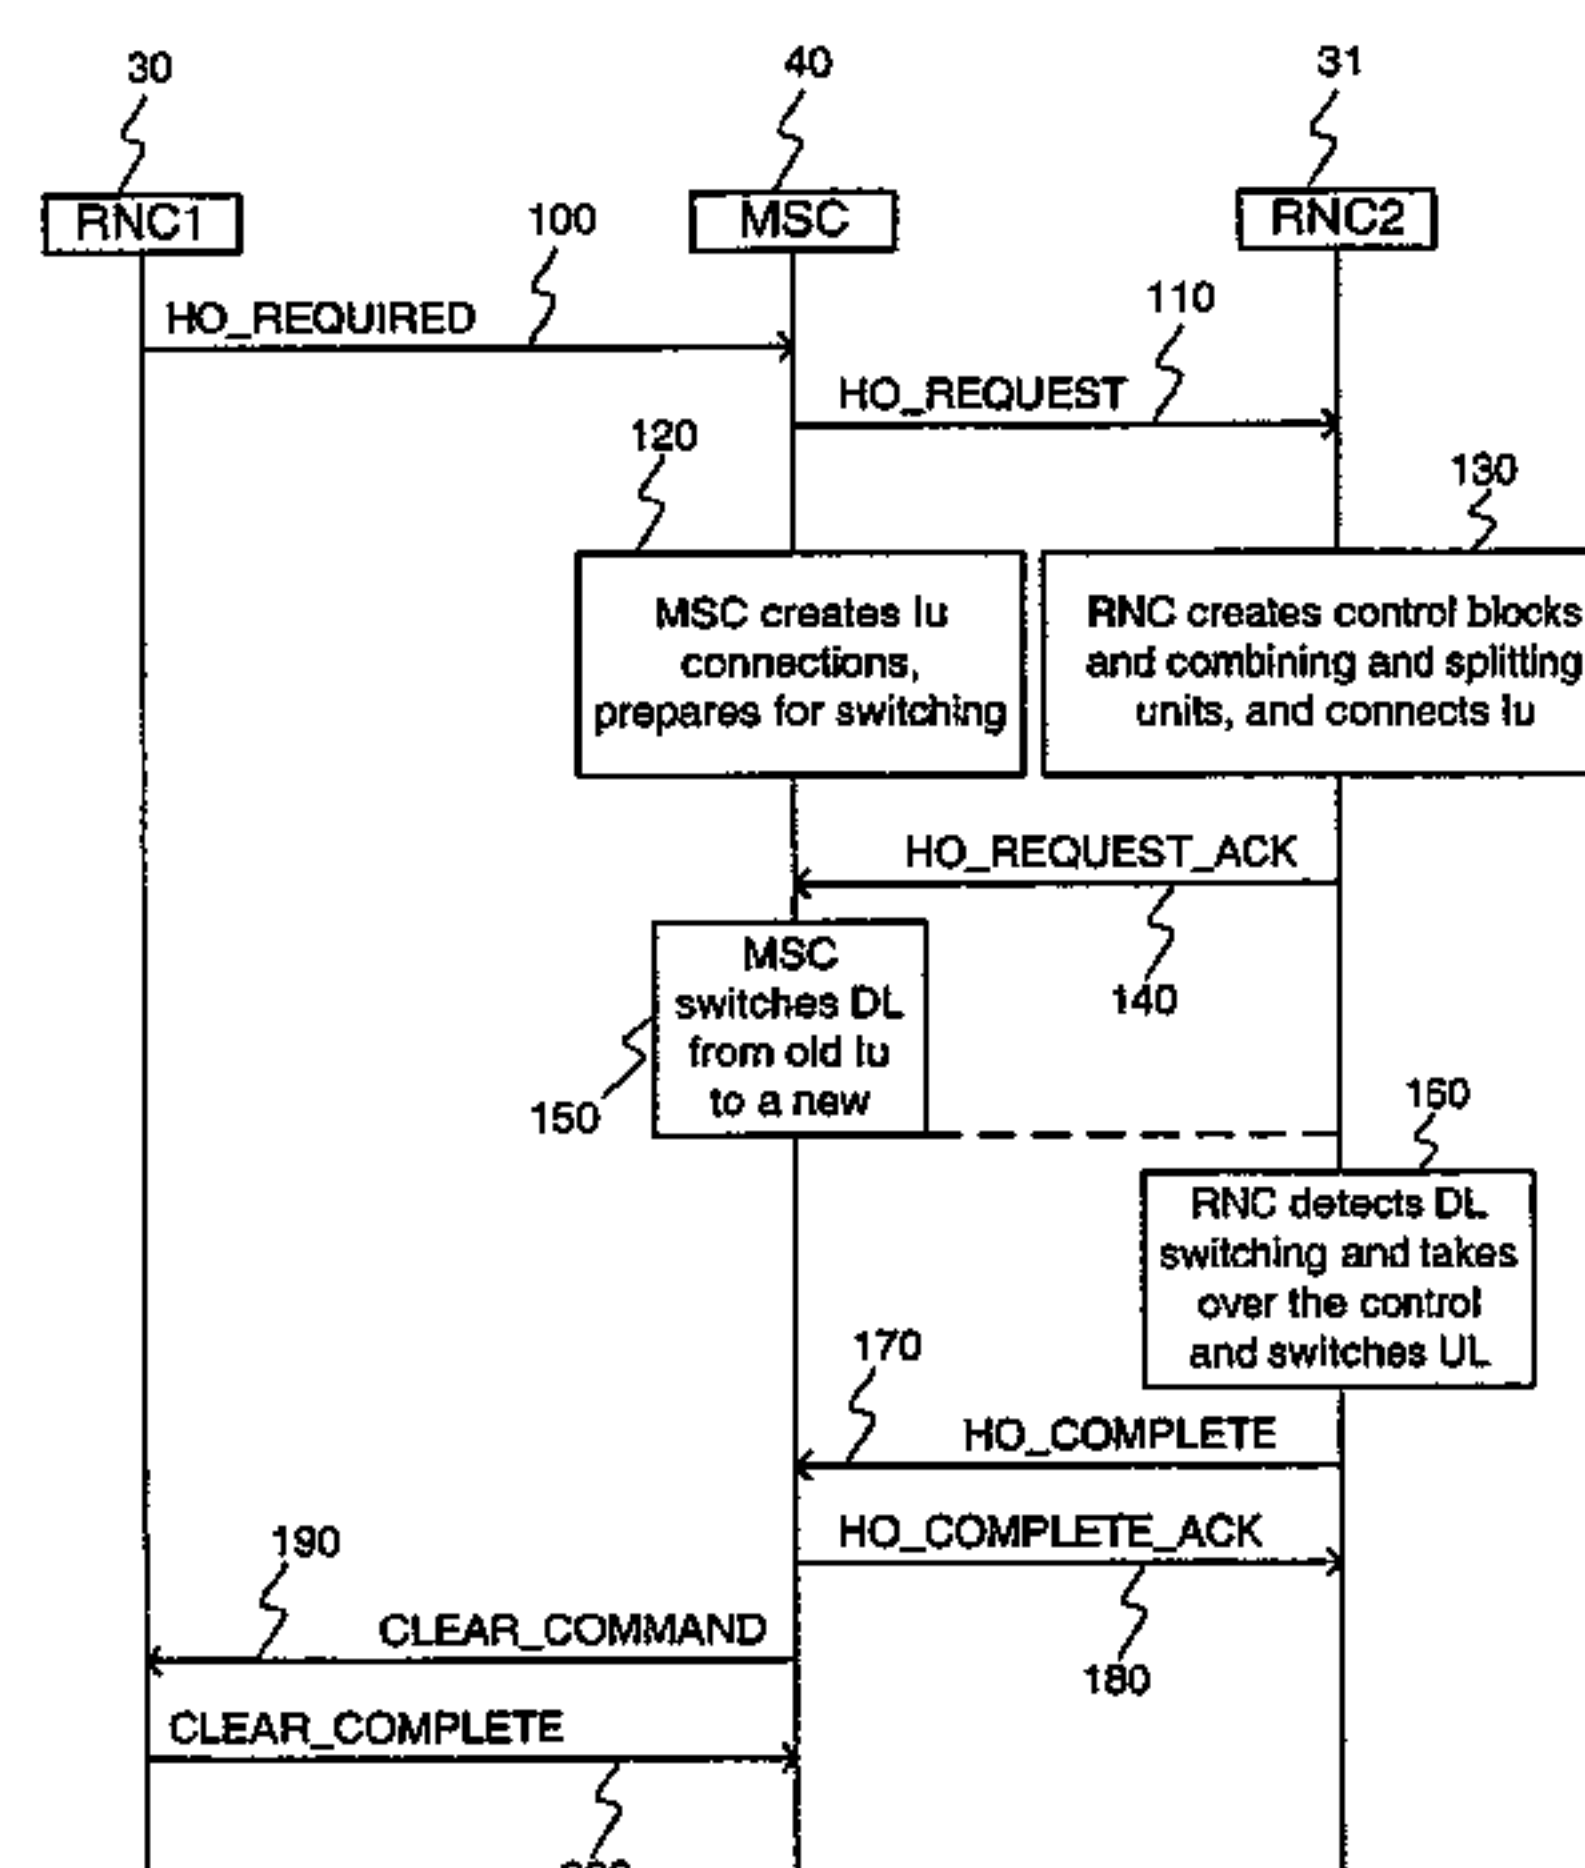 30
40
31
RNC1
MSC
RNC2
100
HO_REQUIRED
110
HO_REQUEST
120
130
MSC creates Iu
connections,
prepares for switching
RNC creates control blocks
and combining and splitting
units, and connects Iu
HO_REQUEST_ACK
140
MSC
switches DL
from old Iu
to a new
150
160
RNC detects DL
switching and takes
over the control
and switches UL
170
HO_COMPLETE
HO_COMPLETE_ACK
180
190
CLEAR_COMMAND
CLEAR_COMPLETE